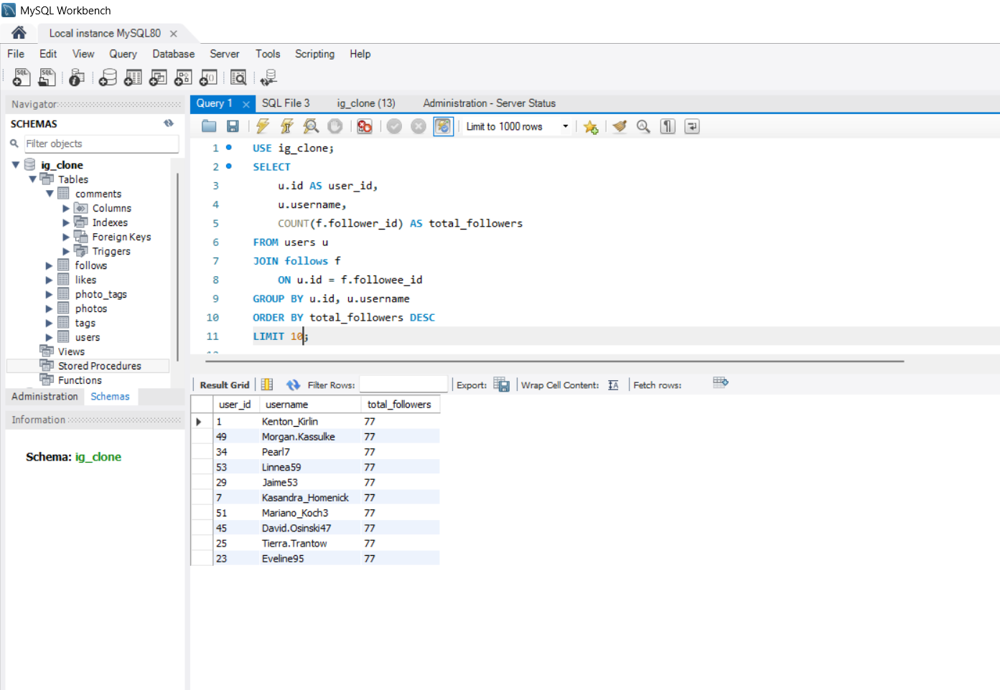 MySQL Workbench
Local instance MySQL80
File Edit View Query Database Server Tools Scripting Help
Navigator
SCHEMAS
Filter objects
ig_clone
Tables
comments
Columns
Indexes
Foreign Keys
Triggers
follows
likes
photo_tags
photos
tags
users
Views
Stored Procedures
Functions
Administration Schemas
Information
Schema: ig_clone
Query 1 SQL File 3 ig_clone (13) Administration - Server Status
Limit to 1000 rows
1 USE ig_clone;
2 SELECT
3 u.id AS user_id,
4 u.username,
5 COUNT(f.follower_id) AS total_followers
6 FROM users u
7 JOIN follows f
8 ON u.id = f.followee_id
9 GROUP BY u.id, u.username
10 ORDER BY total_followers DESC
11 LIMIT 10;
Result Grid Filter Rows: Export: Wrap Cell Content: Fetch rows:
user_id username total_followers
1 Kenton_Kirlin 77
49 Morgan.Kassulke 77
34 Pearl7 77
53 Linnea59 77
29 Jaime53 77
7 Kasandra_Homenick 77
51 Mariano_Koch3 77
45 David.Osinski47 77
25 Tierra.Trantow 77
23 Eveline95 77